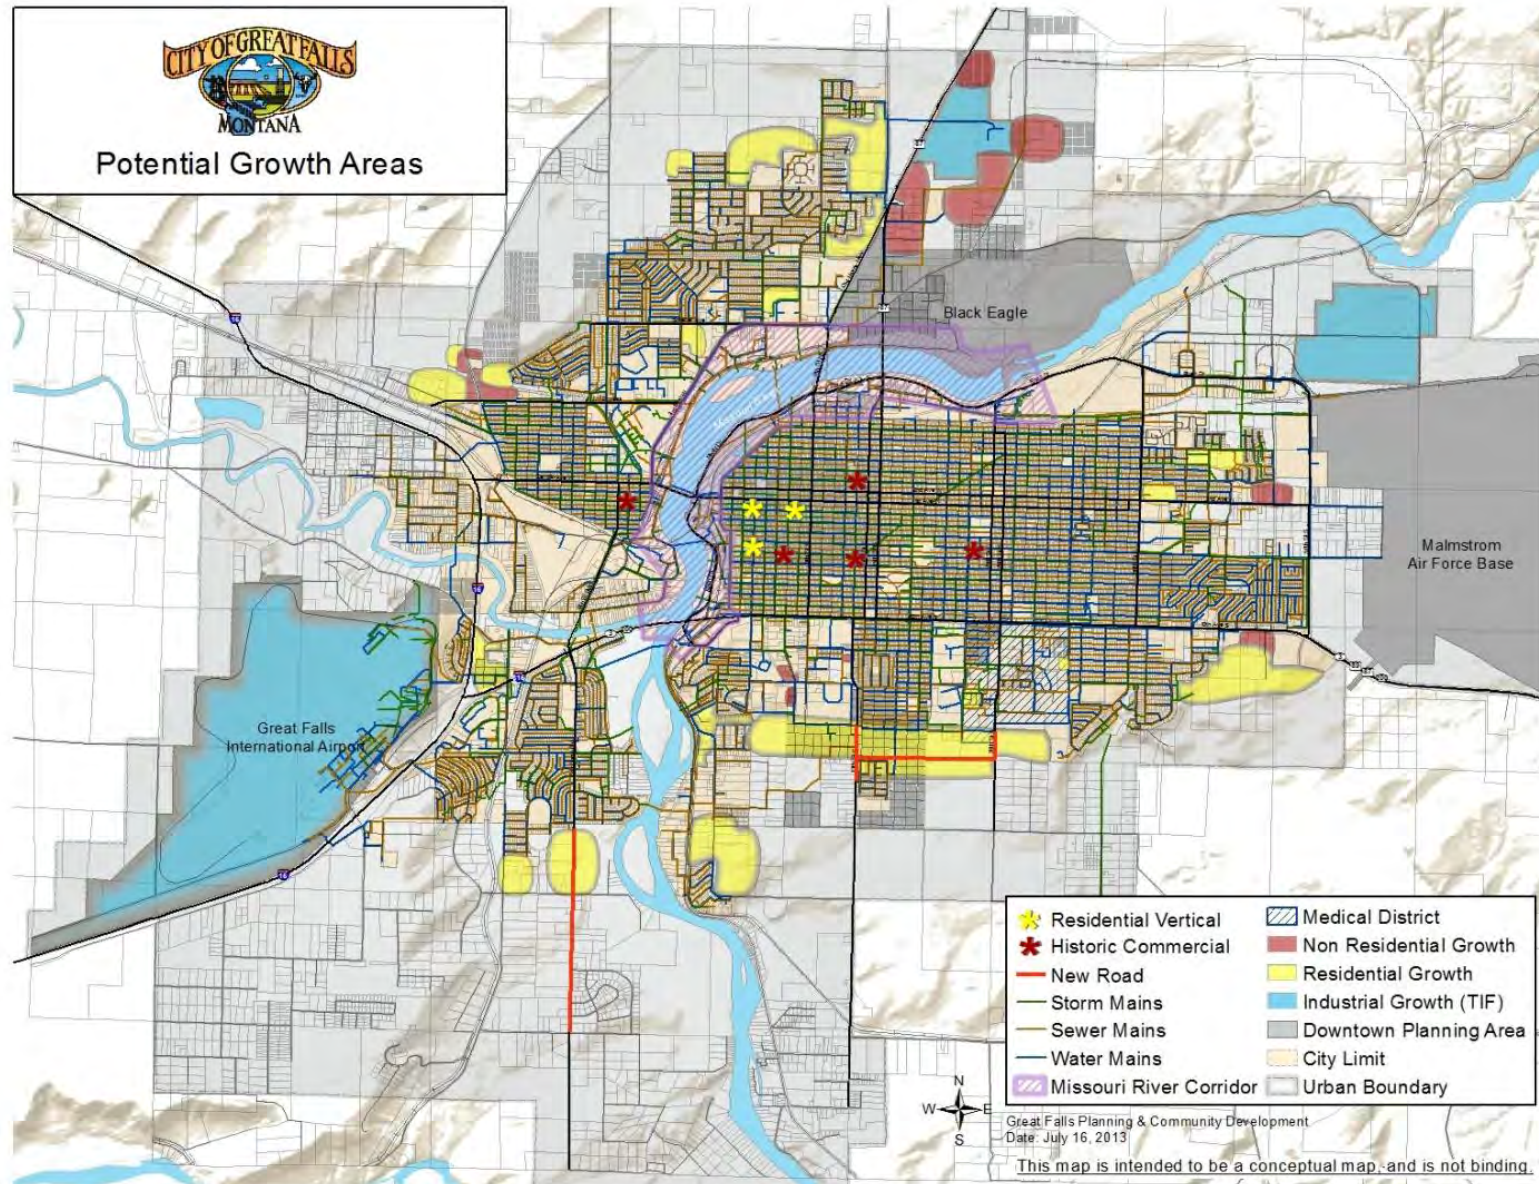 CITY OF GREAT FALLS
MONTANA
Potential Growth Areas
Black Eagle
Malmstrom
Air Force Base
Great Falls
International Airport
Residential Vertical
Historic Commercial
New Road
Storm Mains
Sewer Mains
Water Mains
Missouri River Corridor
Medical District
Non Residential Growth
Residential Growth
Industrial Growth (TIF)
Downtown Planning Area
City Limit
Urban Boundary
N
W E
S
Great Falls Planning & Community Development
Date: July 16, 2013
This map is intended to be a conceptual map, and is not binding.